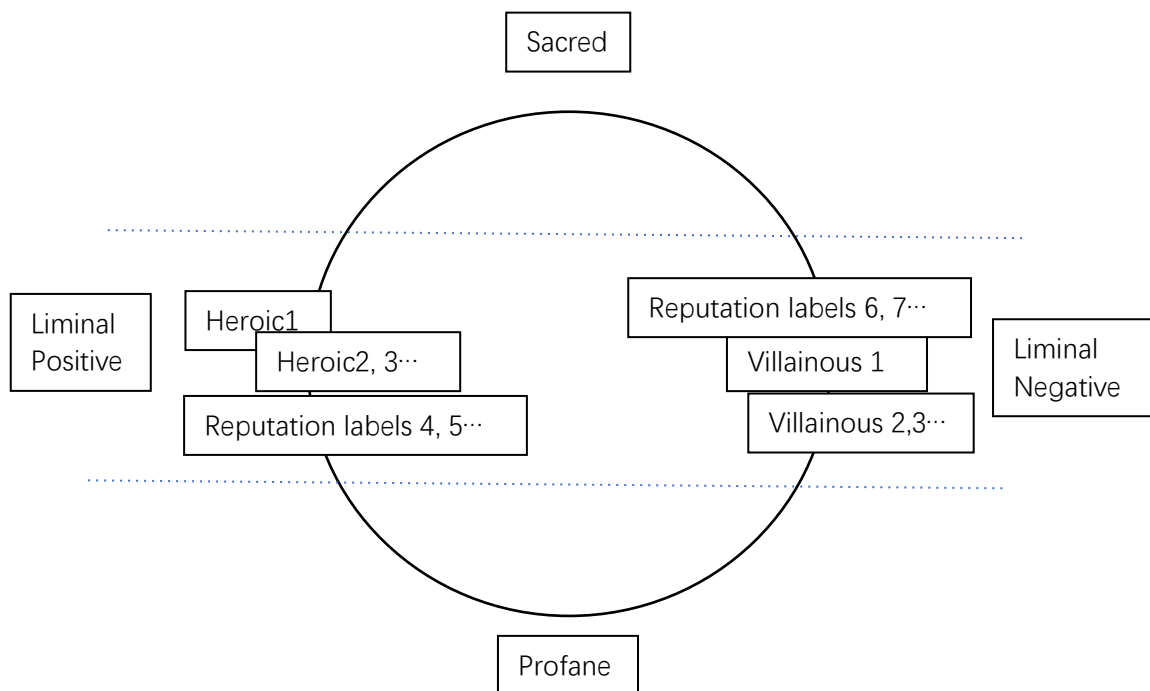 Sacred
Heroic1
Heroic2, 3···
Reputation labels 4, 5···
Liminal
Positive
Reputation labels 6, 7···
Villainous 1
Villainous 2,3···
Liminal
Negative
Profane